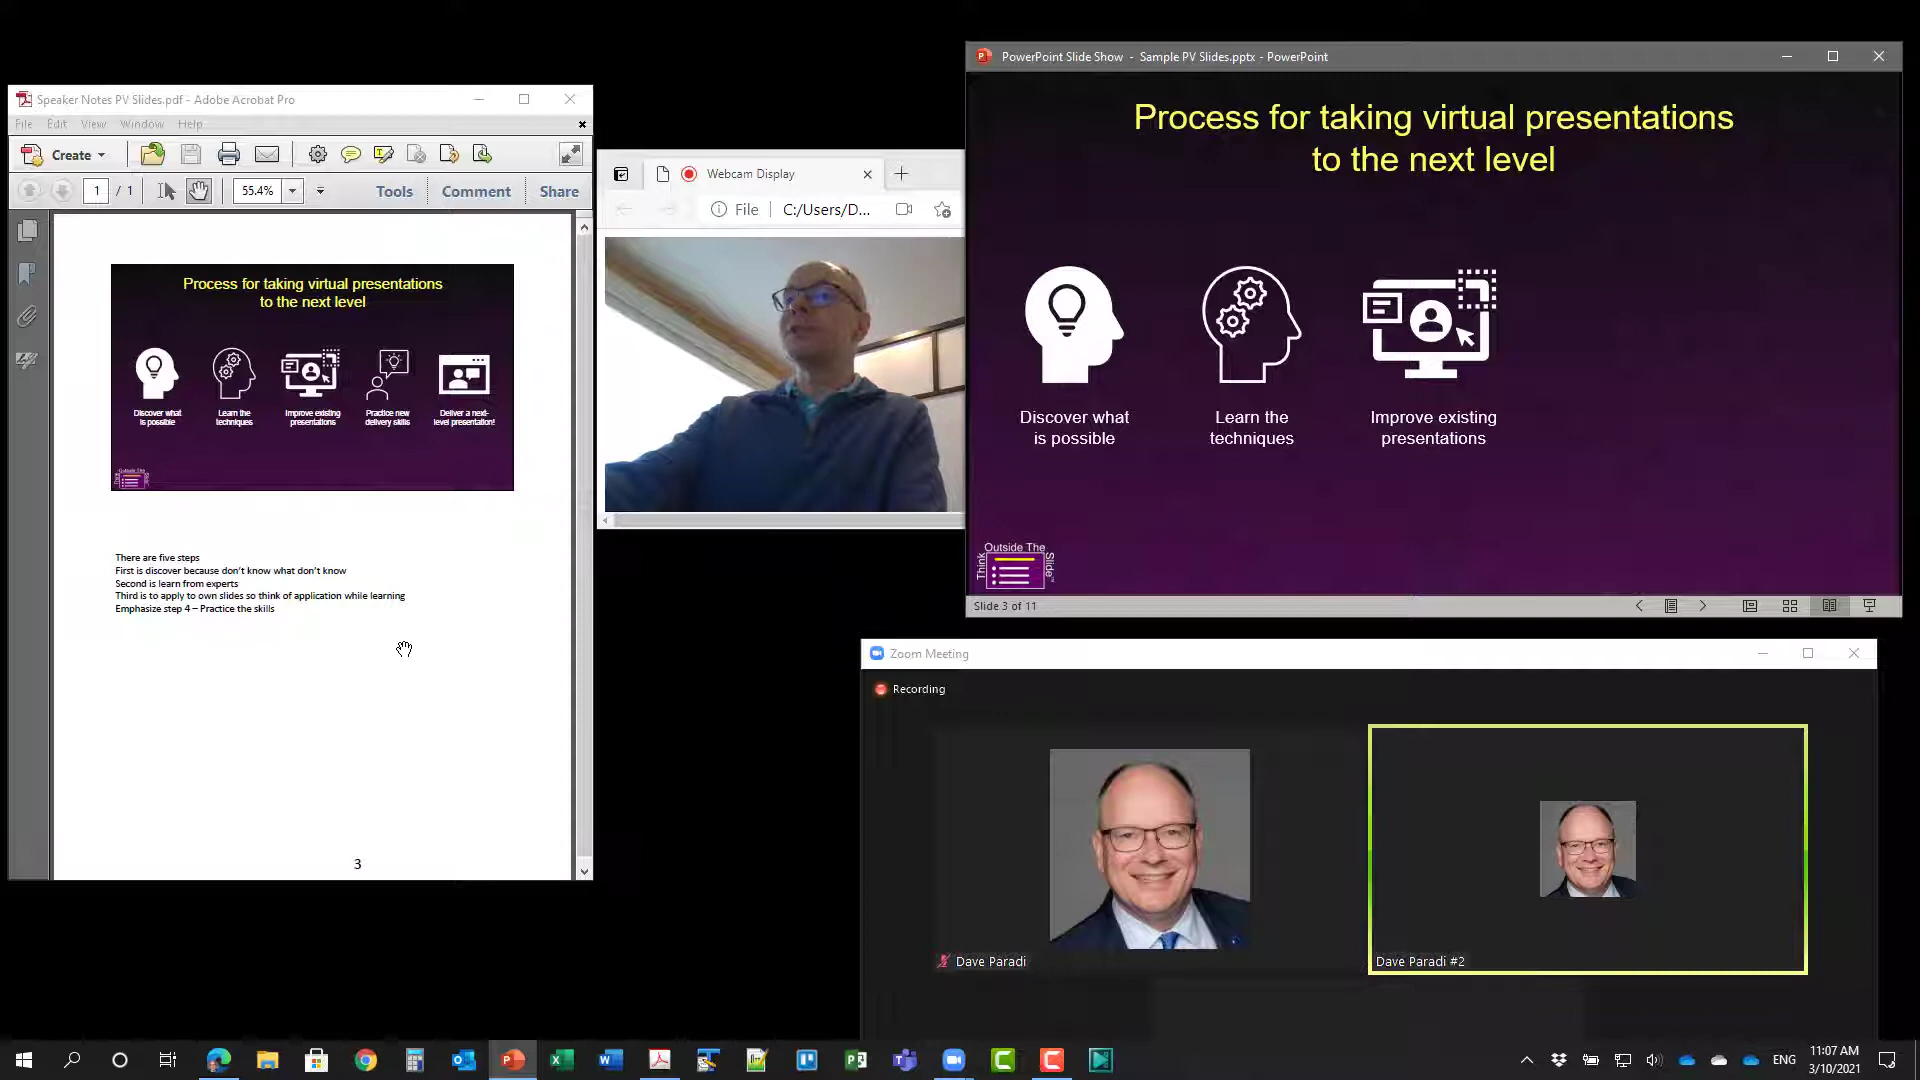 Speaker Notes PV Slides.pdf - Adobe Acrobat Pro
File Edit View Window Help
Create
1 / 1
55.4%
Tools
Comment
Share
Process for taking virtual presentations
to the next level
Discover what
is possible
Learn the
techniques
Improve existing
presentations
Practice new
delivery skills
Deliver a next-
level presentation!
Think
Outside The
Slide
There are five steps
First is discover because don't know what don't know
Second is learn from experts
Third is to apply to own slides so think of application while learning
Emphasize step 4 – Practice the skills
3
Webcam Display
File
C:/Users/D...
PowerPoint Slide Show - Sample PV Slides.pptx - PowerPoint
Process for taking virtual presentations
to the next level
Discover what
is possible
Learn the
techniques
Improve existing
presentations
Think
Outside The
Slide
Slide 3 of 11
Zoom Meeting
Recording
Dave Paradi
Dave Paradi #2
ENG
11:07 AM
3/10/2021